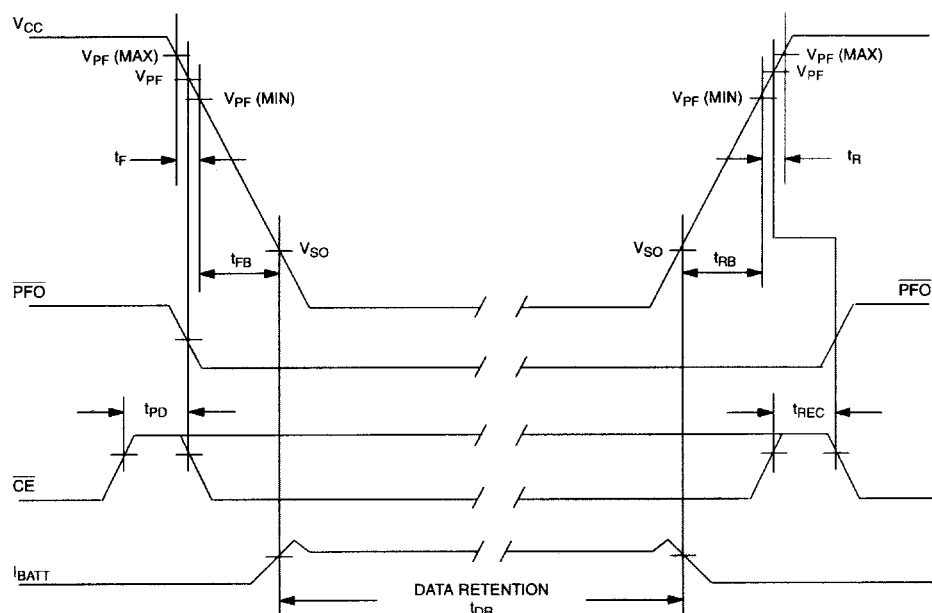 VCC
VPF (MAX)
VPF
VPF (MIN)
tF
tFB
VSO
VPF (MAX)
VPF
VPF (MIN)
tR
VSO
tRB
PFO
PFO
tPD
tREC
CE
IBATT
DATA RETENTION
tDR